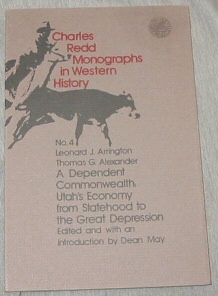 Charles
Redd
Monographs
in Western
History
No. 4
Leonard J. Arrington
Thomas G. Alexander
A Dependent
Commonwealth:
Utah's Economy
from Statehood to
the Great Depression
Edited and with an
Introduction by Dean May